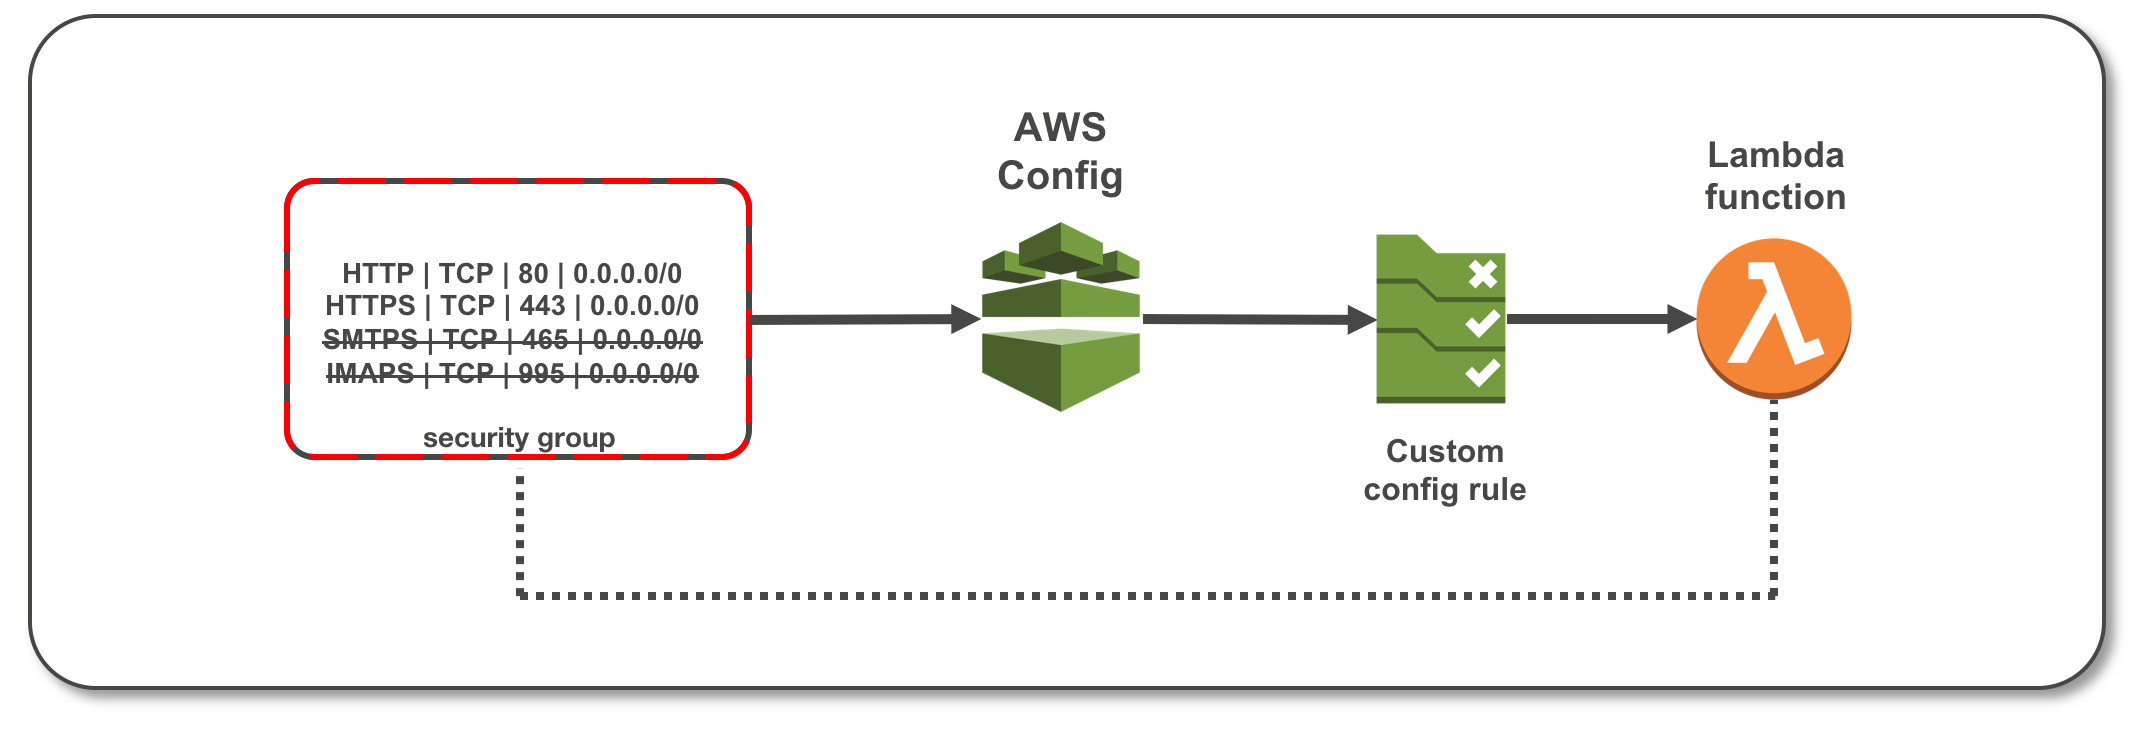 AWS
Config
Lambda
function
HTTP | TCP | 80 | 0.0.0.0/0
HTTPS | TCP | 443 | 0.0.0.0/0
SMTPS | TCP | 465 | 0.0.0.0/0
IMAPS | TCP | 995 | 0.0.0.0/0
security group
Custom
config rule